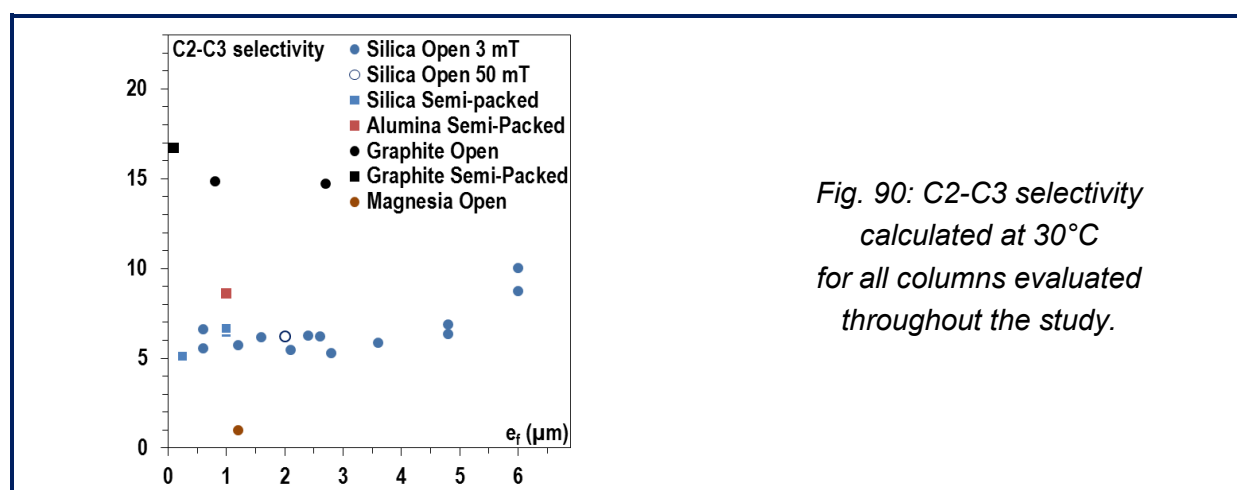 C2-C3 selectivity
Silica Open 3 mT
Silica Open 50 mT
Silica Semi-packed
Alumina Semi-Packed
Graphite Open
Graphite Semi-Packed
Magnesia Open
20
15
10
5
0
e_f (µm)
0 1 2 3 4 5 6
Fig. 90: C2-C3 selectivity
calculated at 30°C
for all columns evaluated
throughout the study.